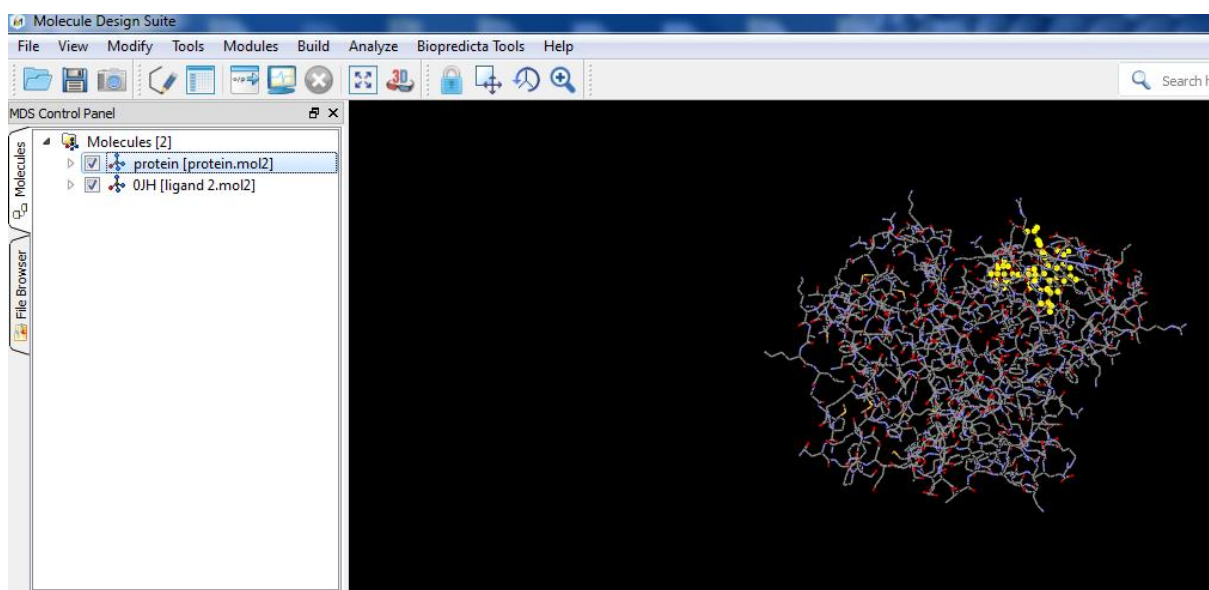 Molecule Design Suite
File View Modify Tools Modules Build Analyze Biopredicta Tools Help
3D
Search
MDS Control Panel
Molecules [2]
protein [protein.mol2]
0JH [ligand 2.mol2]
Molecules
File Browser